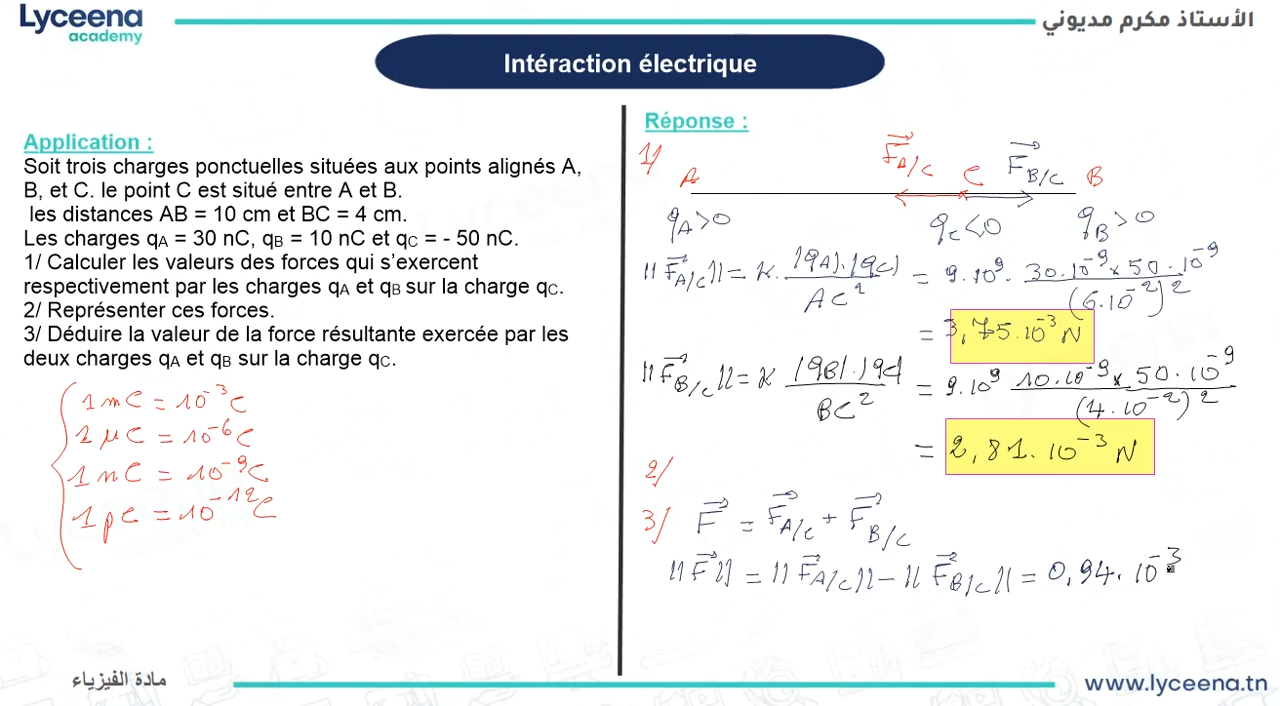 Lyceena
academy
الأستاذ مكرم مديوني
Intéraction électrique
Application :
Soit trois charges ponctuelles situées aux points alignés A,
B, et C. le point C est situé entre A et B.
les distances AB = 10 cm et BC = 4 cm.
Les charges qA = 30 nC, qB = 10 nC et qC = - 50 nC.
1/ Calculer les valeurs des forces qui s’exercent
respectivement par les charges qA et qB sur la charge qC.
2/ Représenter ces forces.
3/ Déduire la valeur de la force résultante exercée par les
deux charges qA et qB sur la charge qC.
1 mC = 10⁻³ C
1 µC = 10⁻⁶ C
1 nC = 10⁻⁹ C
1 pC = 10⁻¹² C
Réponse :
1/ A F⃗A/C C F⃗B/C B
qA > 0 qC < 0 qB > 0
||F⃗A/C|| = K · |qA|·|qC| / AC² = 9·10⁹ · 30·10⁻⁹ × 50·10⁻⁹ / (6·10⁻²)²
= 3,75·10⁻³ N
||F⃗B/C|| = K |qB|·|qC| / BC² = 9·10⁹ 10·10⁻⁹ × 50·10⁻⁹ / (4·10⁻²)²
= 2,81·10⁻³ N
2/
3/ F⃗ = F⃗A/C + F⃗B/C
||F⃗|| = ||F⃗A/C|| − ||F⃗B/C|| = 0,94·10⁻³
مادة الفيزياء
www.lyceena.tn